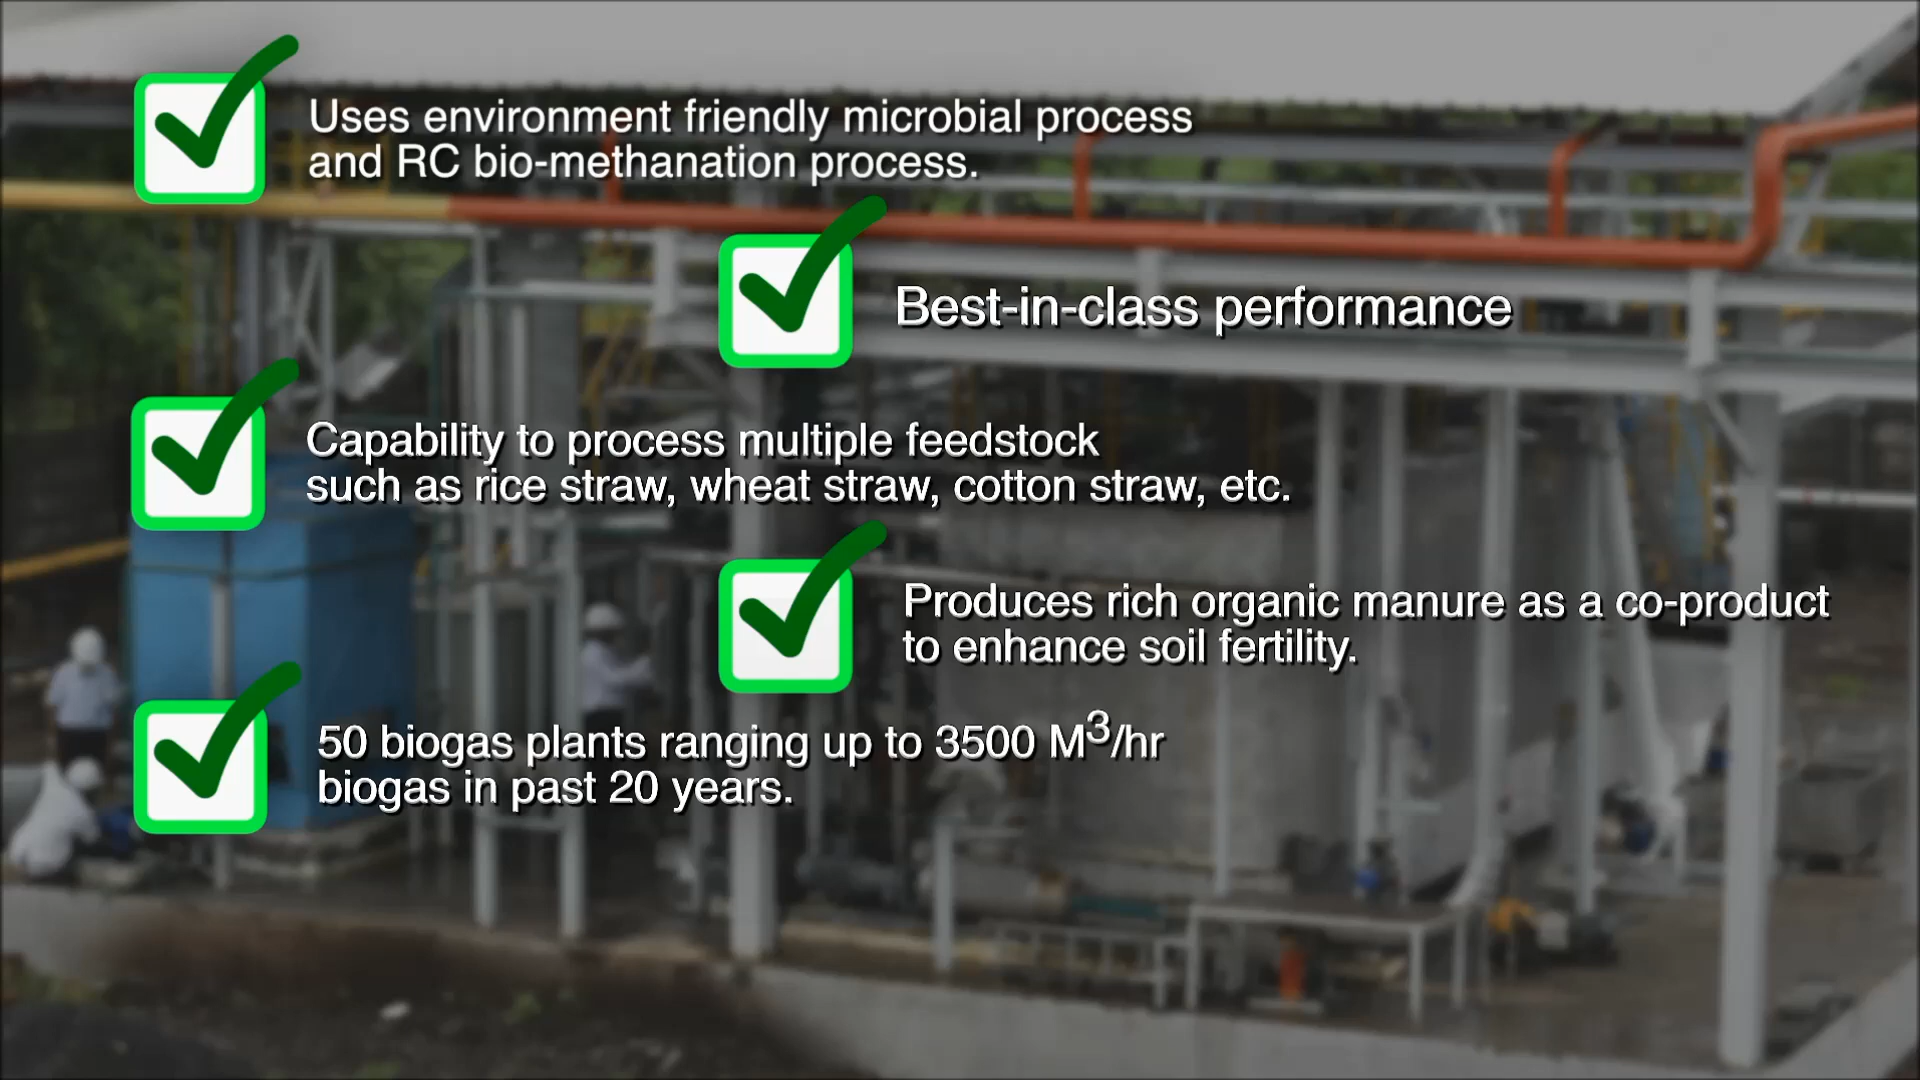 Uses environment friendly microbial process
and RC bio-methanation process.
Best-in-class performance
Capability to process multiple feedstock
such as rice straw, wheat straw, cotton straw, etc.
Produces rich organic manure as a co-product
to enhance soil fertility.
50 biogas plants ranging up to 3500 M³/hr
biogas in past 20 years.